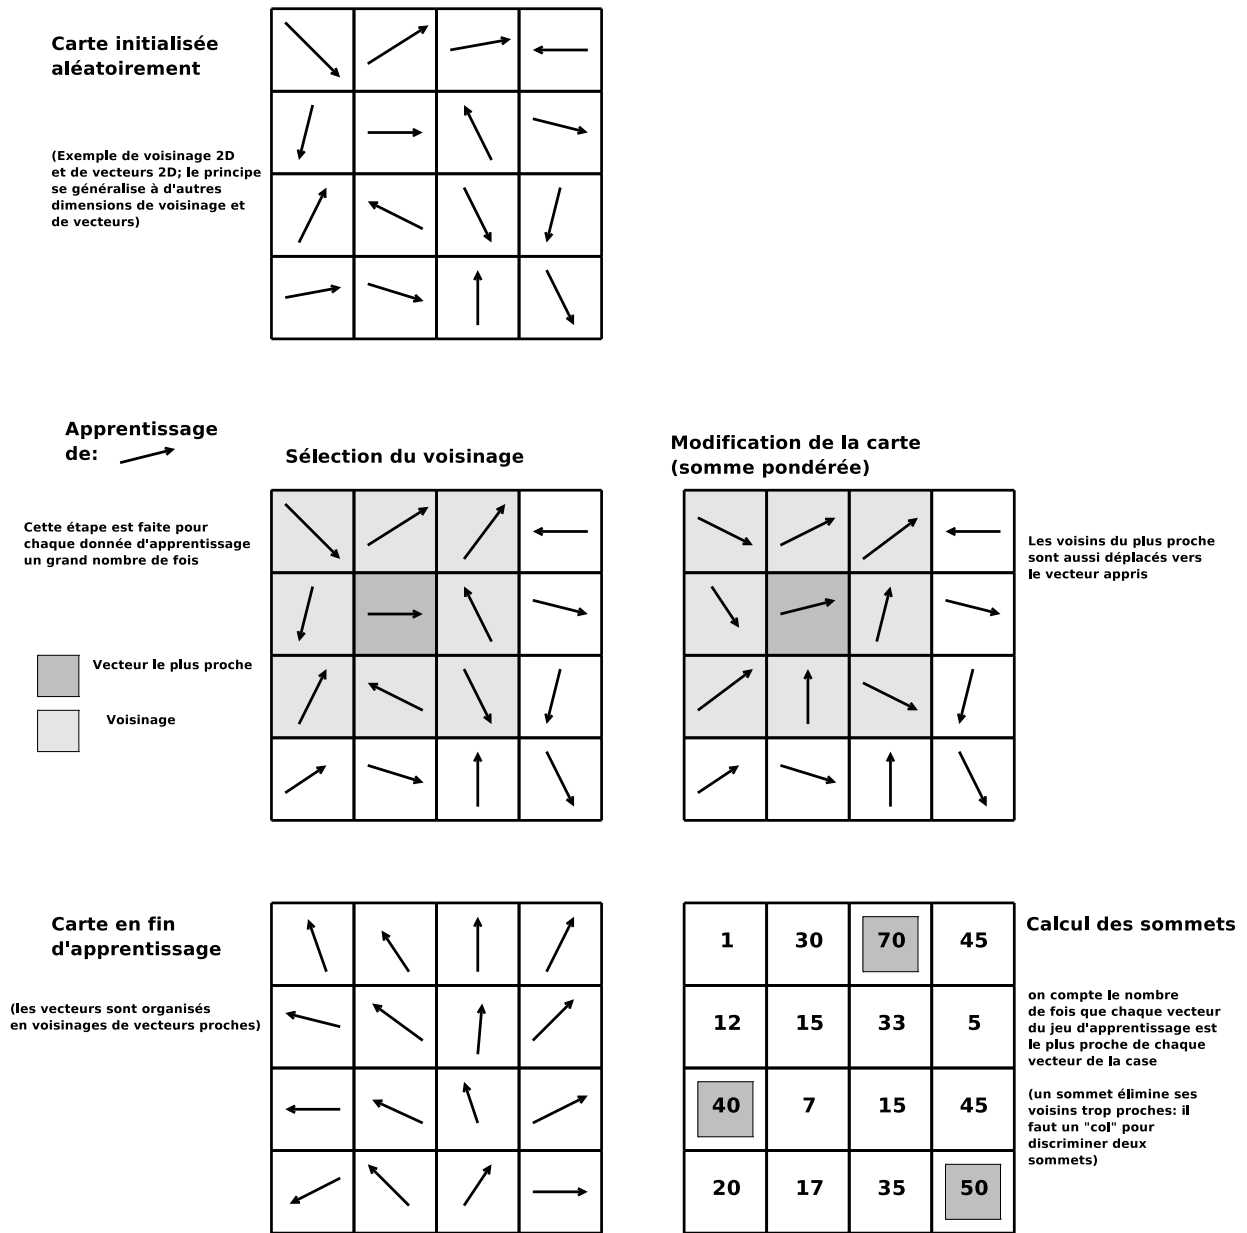 Carte initialisée
aléatoirement
(Exemple de voisinage 2D
et de vecteurs 2D; le principe
se généralise à d'autres
dimensions de voisinage et
de vecteurs)
Apprentissage
de:
Sélection du voisinage
Modification de la carte
(somme pondérée)
Cette étape est faite pour
chaque donnée d'apprentissage
un grand nombre de fois
Les voisins du plus proche
sont aussi déplacés vers
le vecteur appris
Vecteur le plus proche
Voisinage
Carte en fin
d'apprentissage
(les vecteurs sont organisés
en voisinages de vecteurs proches)
1 30 70 45
12 15 33 5
40 7 15 45
20 17 35 50
Calcul des sommets
on compte le nombre
de fois que chaque vecteur
du jeu d'apprentissage est
le plus proche de chaque
vecteur de la case
(un sommet élimine ses
voisins trop proches: il
faut un "col" pour
discriminer deux
sommets)